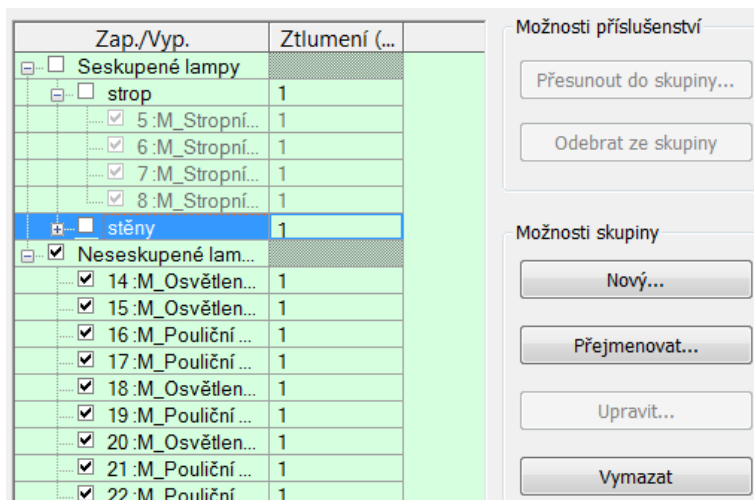 Zap./Vyp. Ztlumení (...
Seskupené lampy
strop 1
5 :M_Stropní... 1
6 :M_Stropní... 1
7 :M_Stropní... 1
8 :M_Stropní... 1
stěny 1
Neseskupené lam...
14 :M_Osvětlen... 1
15 :M_Osvětlen... 1
16 :M_Pouliční ... 1
17 :M_Pouliční ... 1
18 :M_Osvětlen... 1
19 :M_Pouliční ... 1
20 :M_Osvětlen... 1
21 :M_Pouliční ... 1
22 :M_Pouliční 1
Možnosti příslušenství
Přesunout do skupiny...
Odebrat ze skupiny
Možnosti skupiny
Nový...
Přejmenovat...
Upravit...
Vymazat